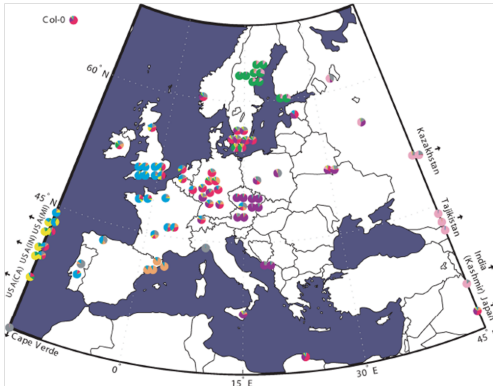 Col-0
60° N
Kazakhstan
45° N
Tajikistan
USA(MI)
USA(IN)
USA(CA)
India
(Kashmir)
Japan
Cape Verde
0°
15° E
30° E
45°